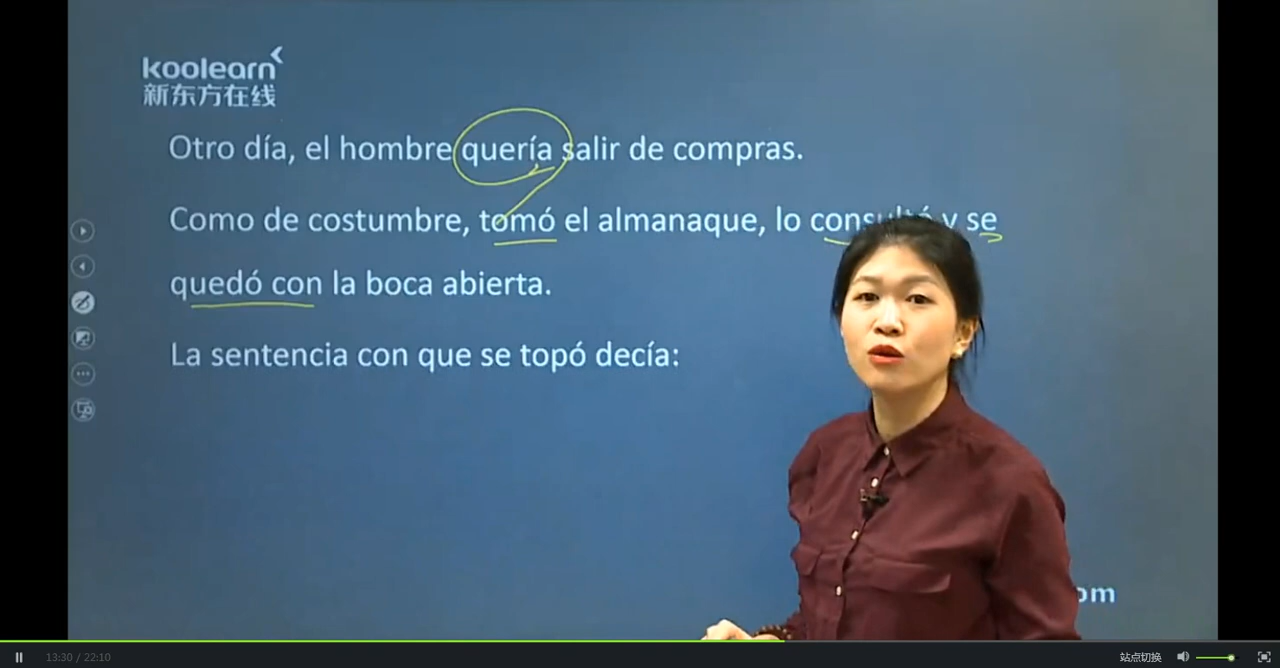 koolearn
新东方在线
Otro día, el hombre quería salir de compras.
Como de costumbre, tomó el almanaque, lo y se
quedó con la boca abierta.
La sentencia con que se topó decía:
om
13:30 / 22:10
站点切换